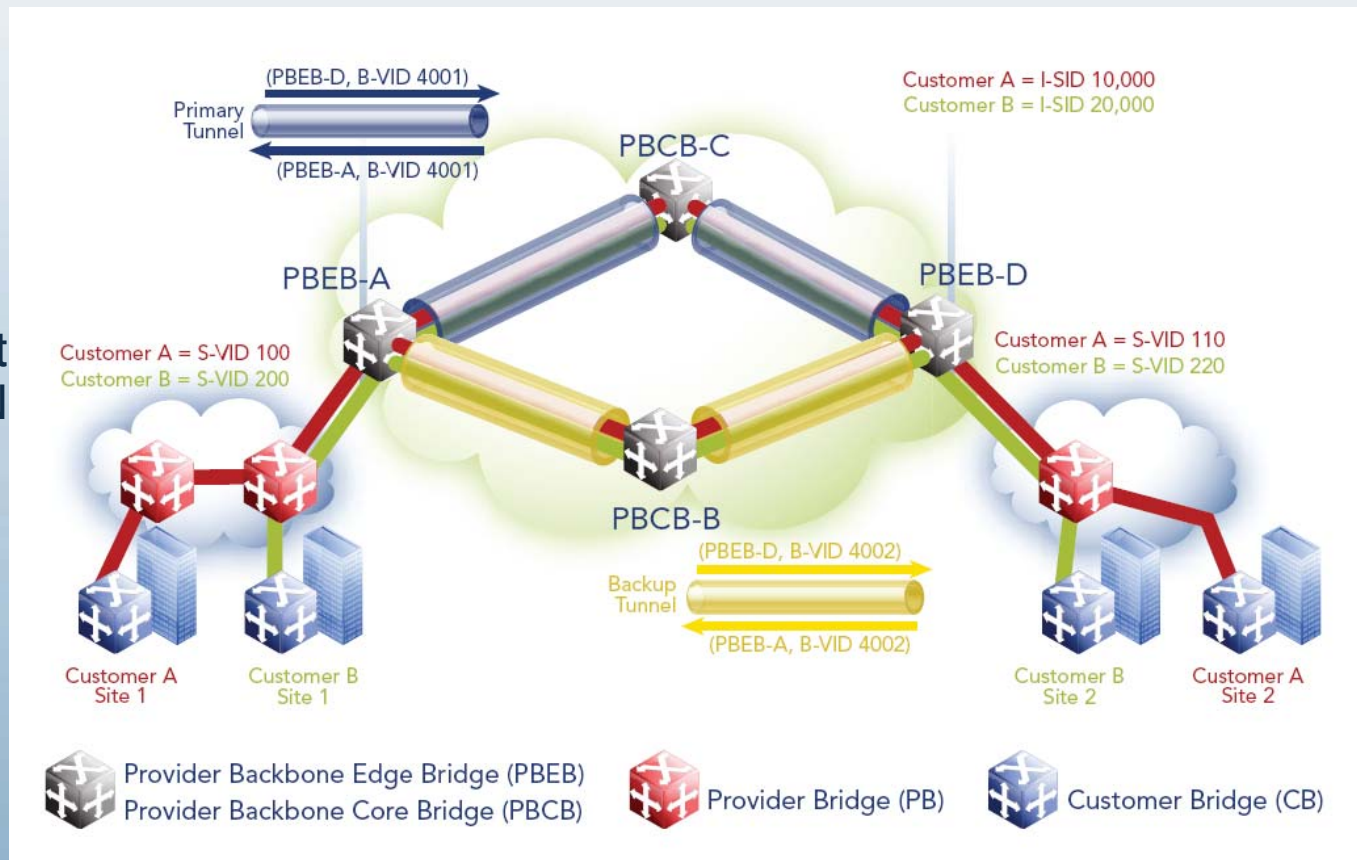 (PBEB-D, B-VID 4001)
Primary
Tunnel
(PBEB-A, B-VID 4001)
Customer A = I-SID 10,000
Customer B = I-SID 20,000
PBCB-C
PBEB-A
PBEB-D
t
Customer A = S-VID 100
Customer B = S-VID 200
Customer A = S-VID 110
Customer B = S-VID 220
PBCB-B
(PBEB-D, B-VID 4002)
Backup
Tunnel
(PBEB-A, B-VID 4002)
Customer A
Site 1
Customer B
Site 1
Customer B
Site 2
Customer A
Site 2
Provider Backbone Edge Bridge (PBEB)
Provider Backbone Core Bridge (PBCB)
Provider Bridge (PB)
Customer Bridge (CB)